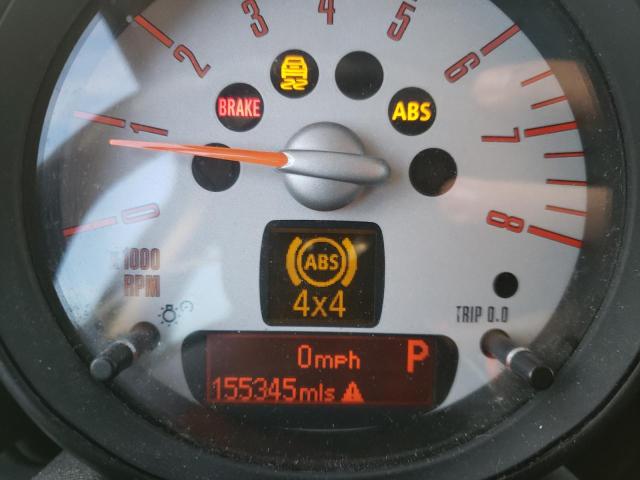 0
1
2
3
4
5
6
7
8
BRAKE
ABS
x1000
RPM
ABS
4x4
TRIP 0.0
0mph P
155345mls